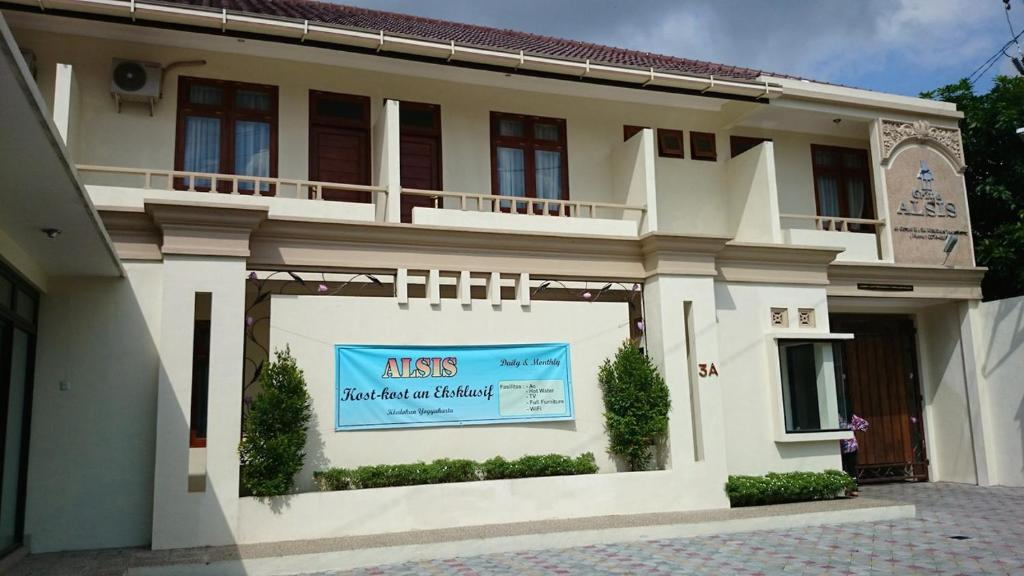 ALSIS
ALSIS
Daily & Monthly
Kost-kost an Eksklusif
Fasilitas : - Ac
- Hot Water
- TV
- Full Furniture
- WiFi
Yogyakarta
3A